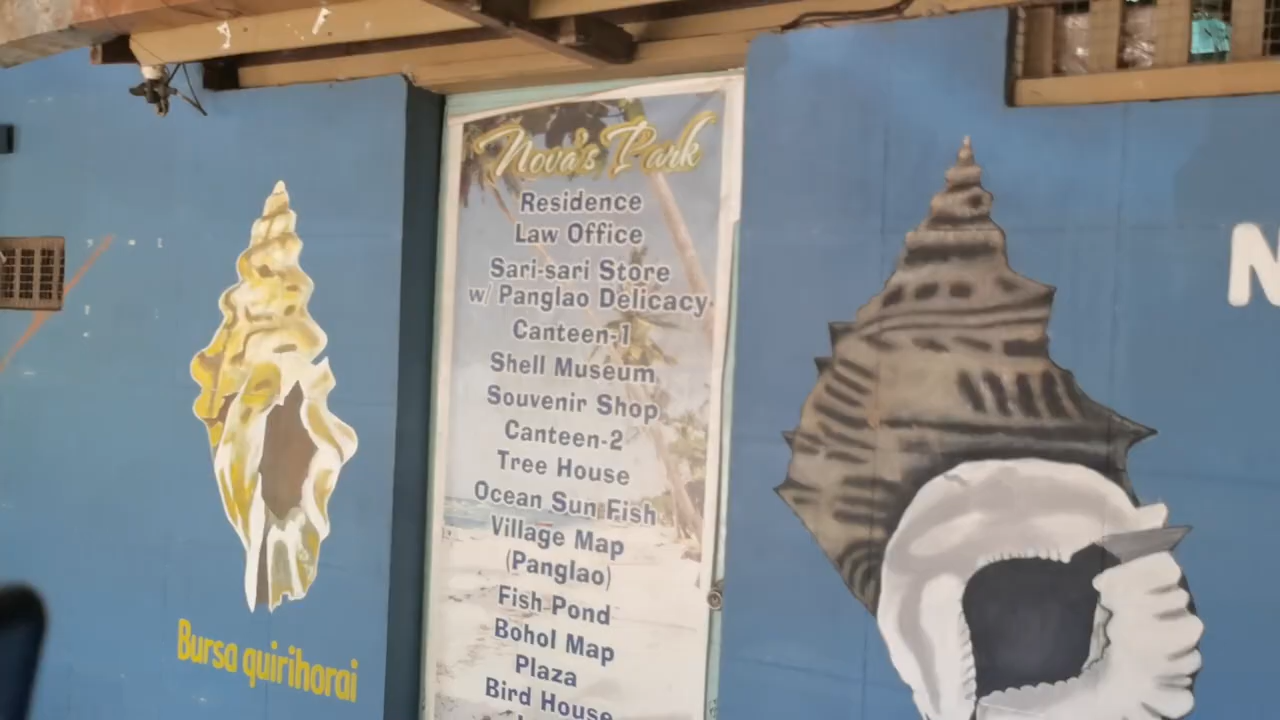 Nova's Park
Residence
Law Office
Sari-sari Store
w/ Panglao Delicacy
Canteen-1
Shell Museum
Souvenir Shop
Canteen-2
Tree House
Ocean Sun Fish
Village Map
(Panglao)
Fish Pond
Bohol Map
Plaza
Bird House
Bursa quirihorai
N